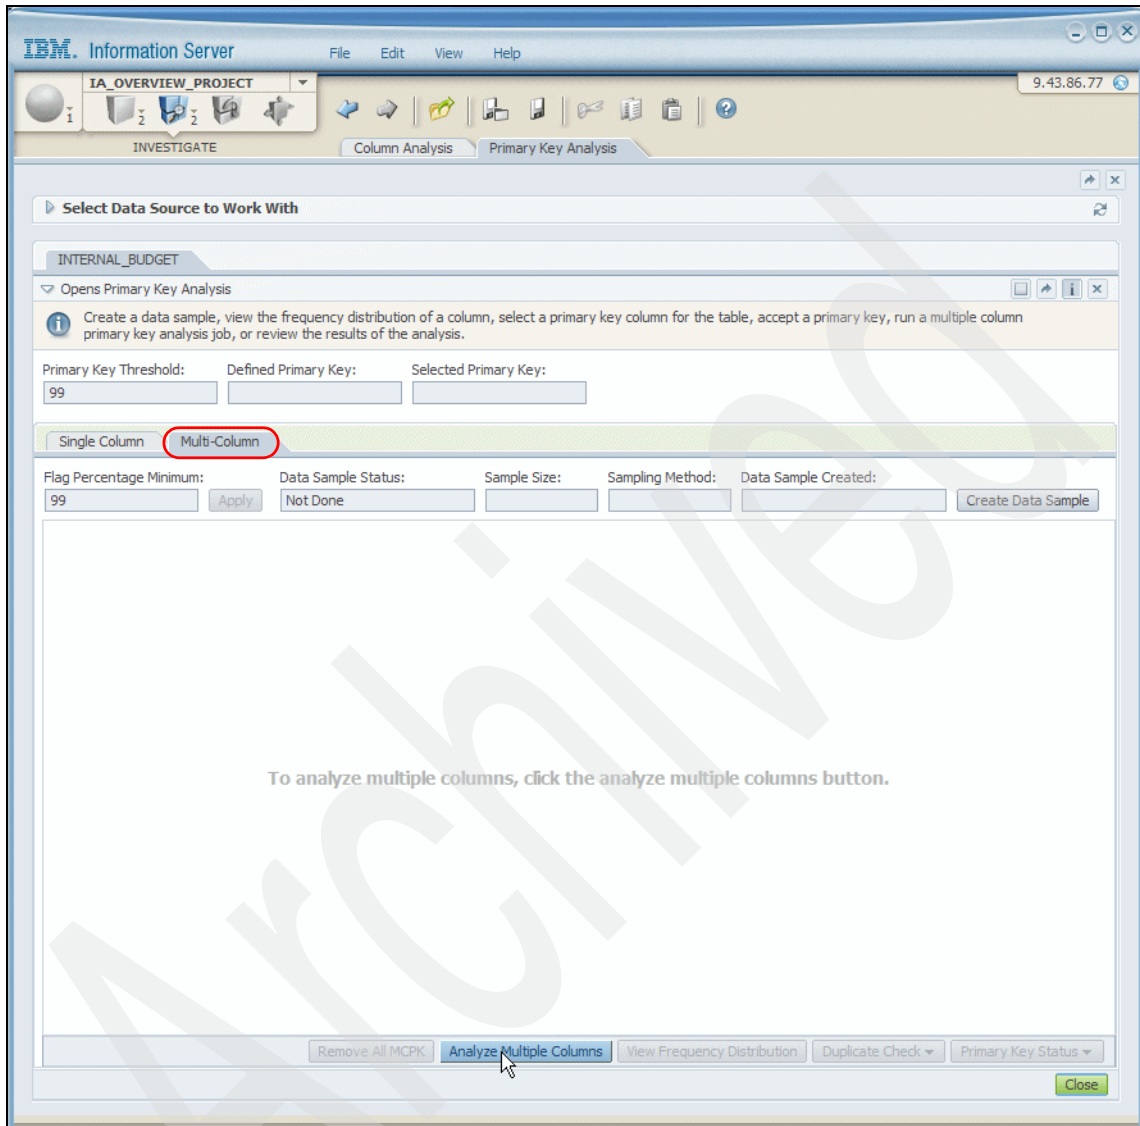 IBM. Information Server File Edit View Help
IA_OVERVIEW_PROJECT 9.43.86.77
1 2 2
INVESTIGATE Column Analysis Primary Key Analysis
Select Data Source to Work With
INTERNAL_BUDGET
Opens Primary Key Analysis
Create a data sample, view the frequency distribution of a column, select a primary key column for the table, accept a primary key, run a multiple column
primary key analysis job, or review the results of the analysis.
Primary Key Threshold: Defined Primary Key: Selected Primary Key:
99
Single Column Multi-Column
Flag Percentage Minimum: Data Sample Status: Sample Size: Sampling Method: Data Sample Created:
99 Apply Not Done Create Data Sample
To analyze multiple columns, click the analyze multiple columns button.
Remove All MCPK Analyze Multiple Columns View Frequency Distribution Duplicate Check Primary Key Status
Close
Archived